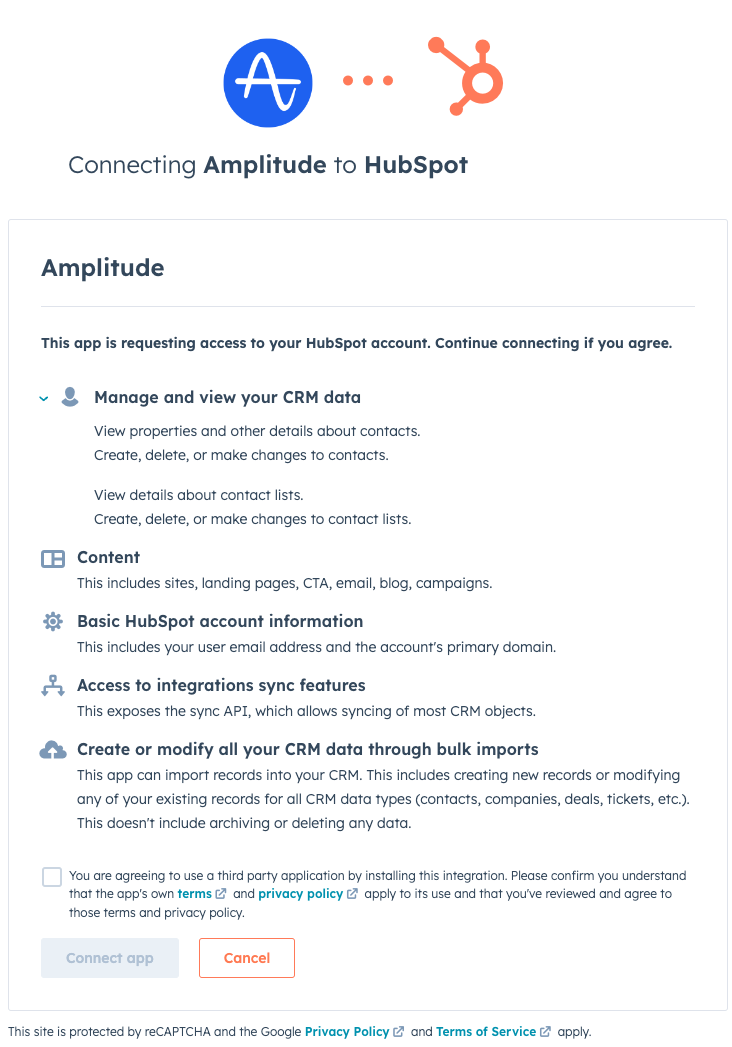 Connecting Amplitude to HubSpot
Amplitude
This app is requesting access to your HubSpot account. Continue connecting if you agree.
Manage and view your CRM data
View properties and other details about contacts.
Create, delete, or make changes to contacts.
View details about contact lists.
Create, delete, or make changes to contact lists.
Content
This includes sites, landing pages, CTA, email, blog, campaigns.
Basic HubSpot account information
This includes your user email address and the account's primary domain.
Access to integrations sync features
This exposes the sync API, which allows syncing of most CRM objects.
Create or modify all your CRM data through bulk imports
This app can import records into your CRM. This includes creating new records or modifying
any of your existing records for all CRM data types (contacts, companies, deals, tickets, etc.).
This doesn't include archiving or deleting any data.
You are agreeing to use a third party application by installing this integration. Please confirm you understand
that the app's own terms and privacy policy apply to its use and that you've reviewed and agree to
those terms and privacy policy.
Connect app Cancel
This site is protected by reCAPTCHA and the Google Privacy Policy and Terms of Service apply.